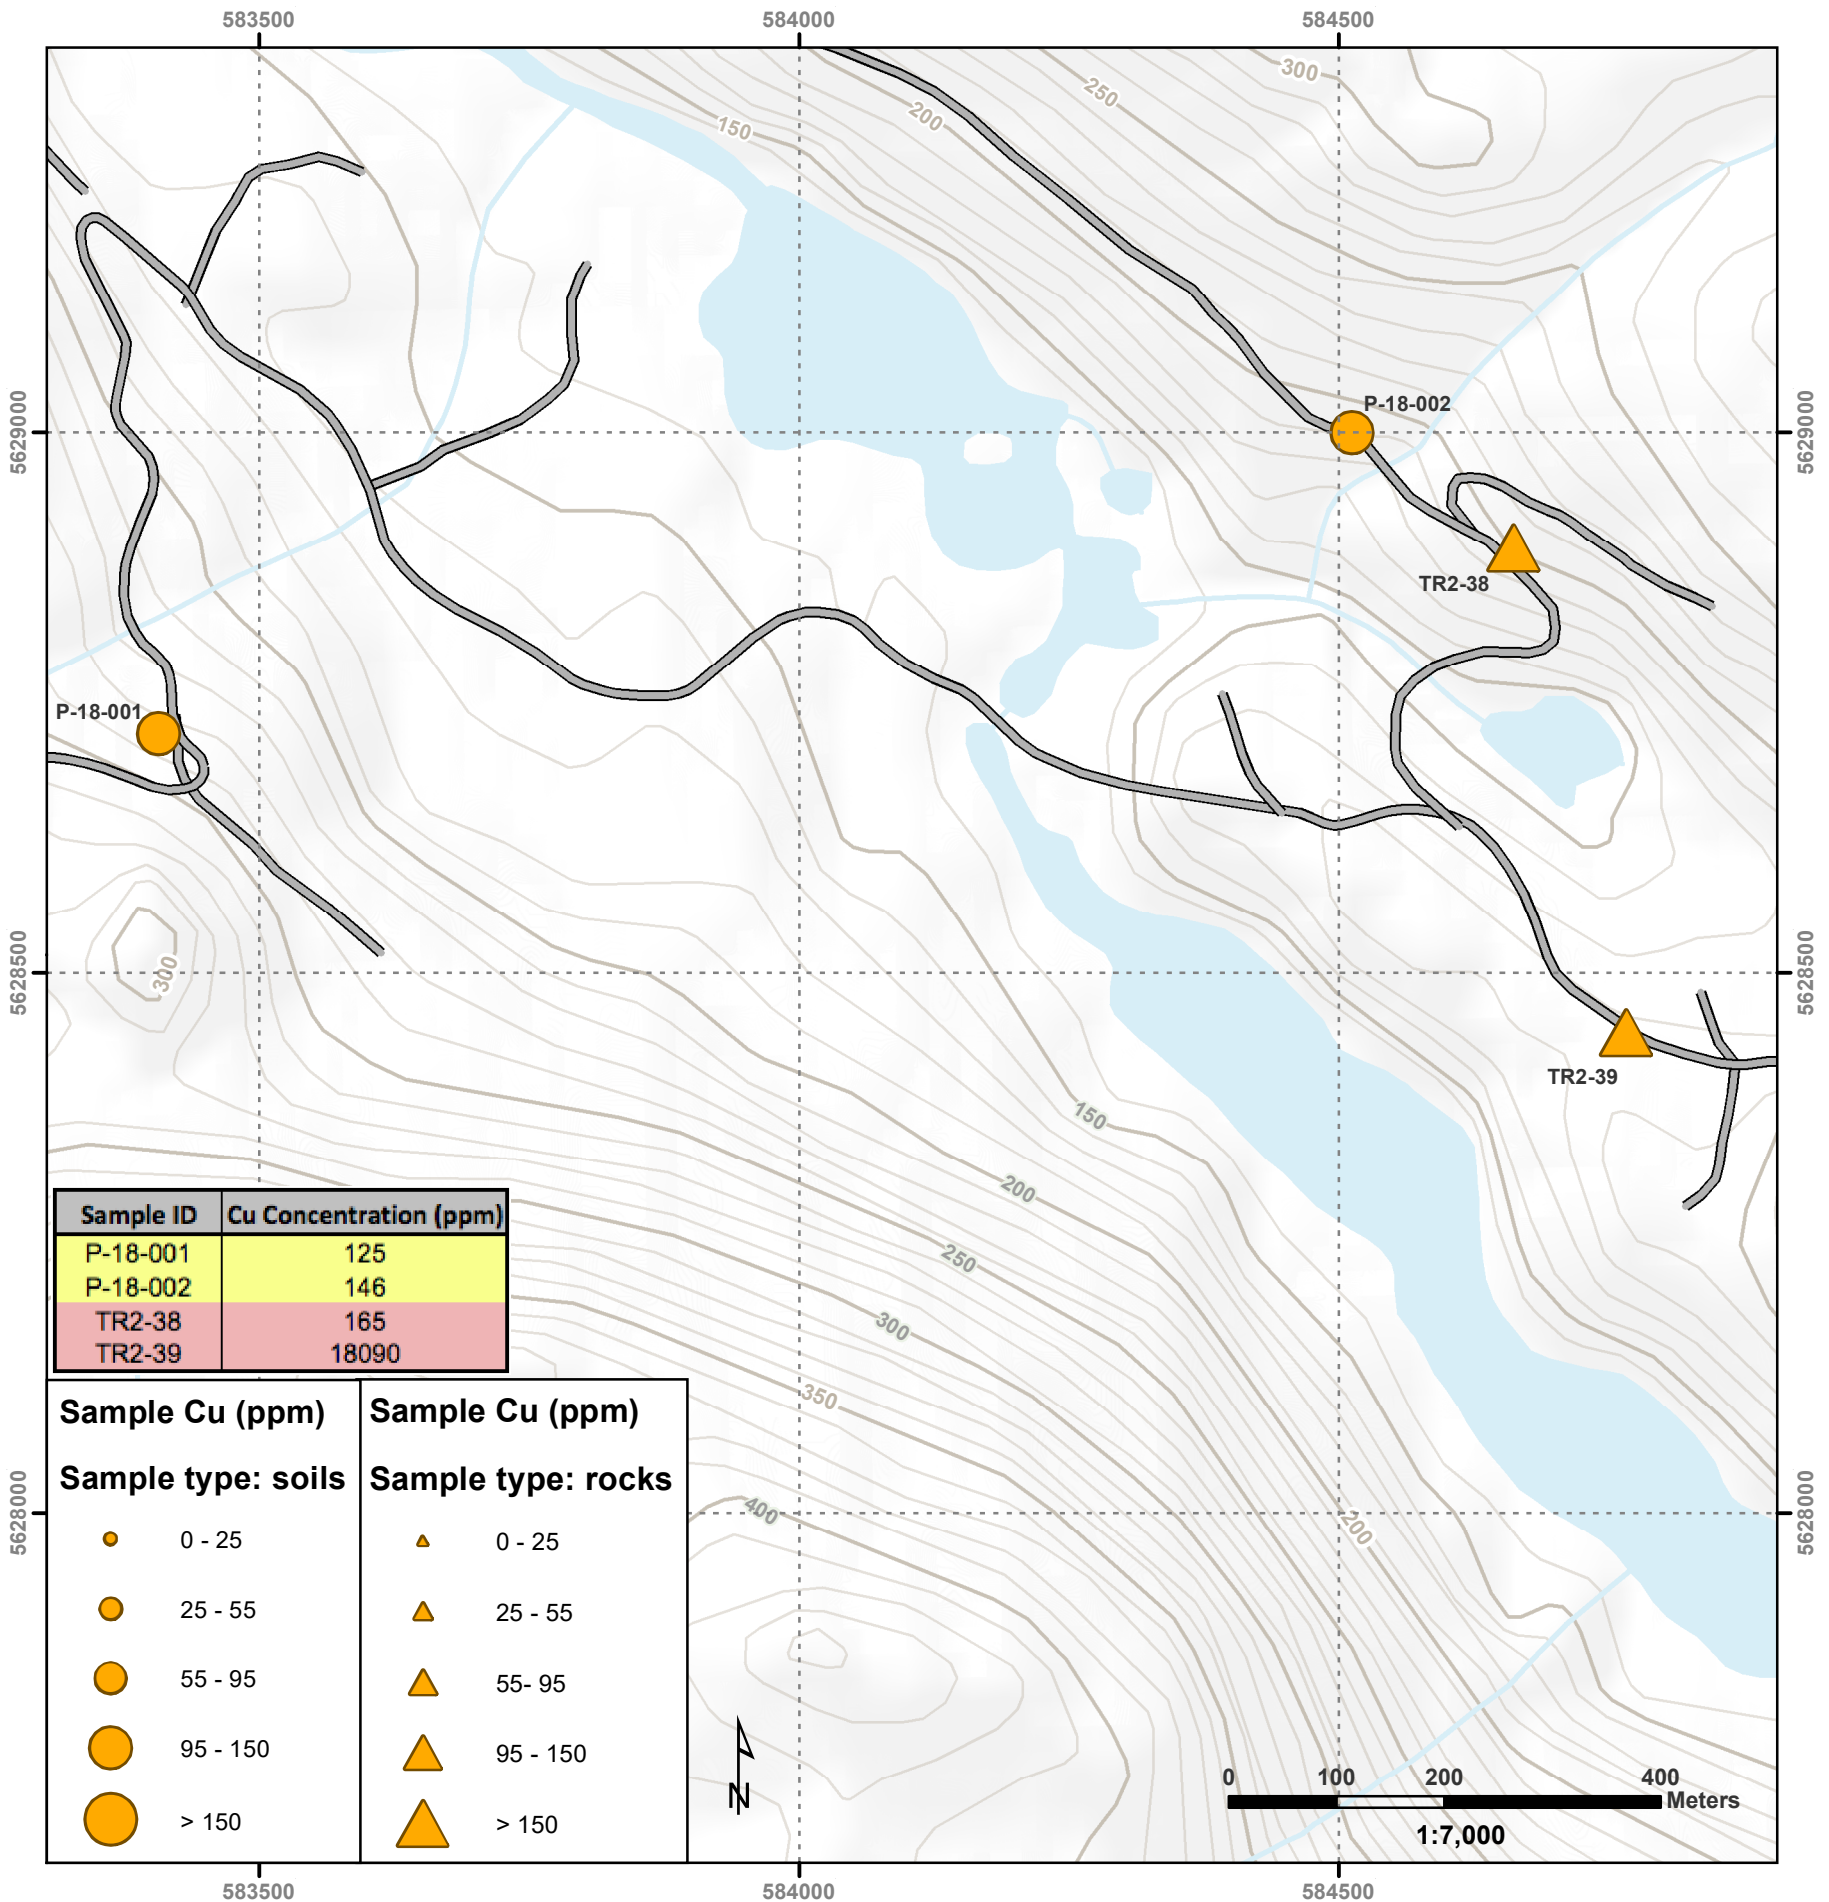 583500 584000 584500
300
250
200
150
5629000 5629000
P-18-002
TR2-38
P-18-001
300
5628500 5628500
TR2-39
150
200
250
300
350
400
200
Sample ID Cu Concentration (ppm)
P-18-001 125
P-18-002 146
TR2-38 165
TR2-39 18090
Sample Cu (ppm)
Sample type: soils
0 - 25
25 - 55
55 - 95
95 - 150
> 150
Sample Cu (ppm)
Sample type: rocks
0 - 25
25 - 55
55- 95
95 - 150
> 150
5628000 5628000
N
0 100 200 400
Meters
1:7,000
583500 584000 584500